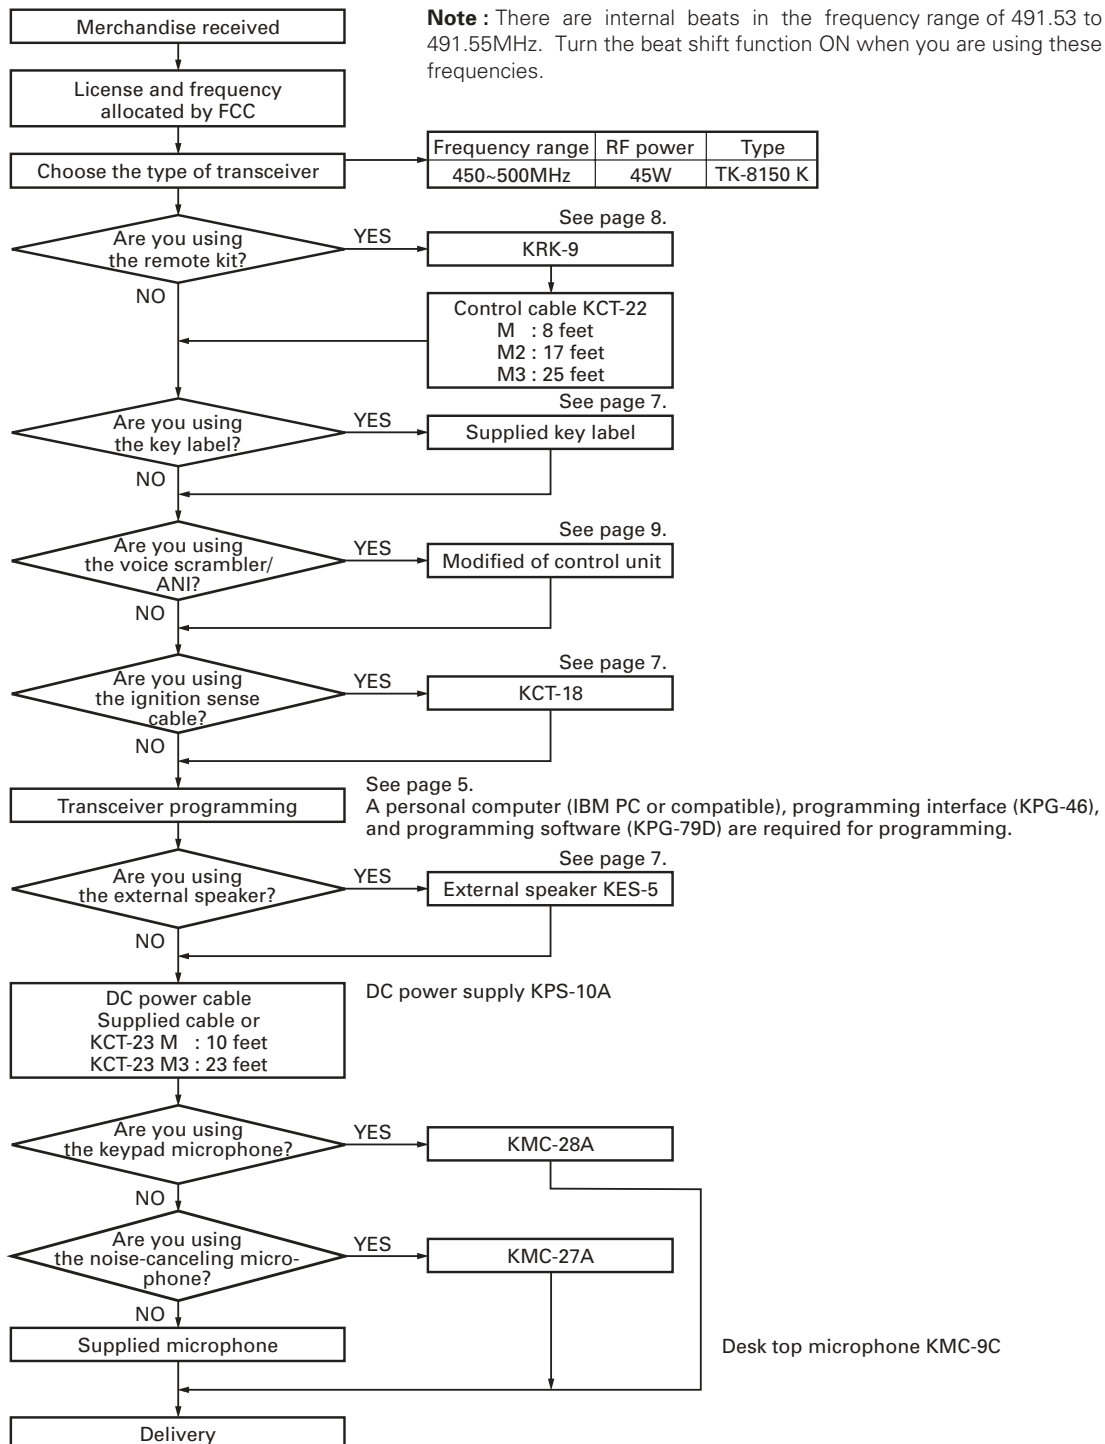 Merchandise received
Note : There are internal beats in the frequency range of 491.53 to
491.55MHz. Turn the beat shift function ON when you are using these
frequencies.
License and frequency
allocated by FCC
Choose the type of transceiver
Frequency range RF power Type
450~500MHz 45W TK-8150 K
Are you using
the remote kit?
YES
See page 8.
KRK-9
NO
Control cable KCT-22
M : 8 feet
M2 : 17 feet
M3 : 25 feet
Are you using
the key label?
YES
See page 7.
Supplied key label
NO
Are you using
the voice scrambler/
ANI?
YES
See page 9.
Modified of control unit
NO
Are you using
the ignition sense
cable?
YES
See page 7.
KCT-18
NO
Transceiver programming
See page 5.
A personal computer (IBM PC or compatible), programming interface (KPG-46),
and programming software (KPG-79D) are required for programming.
Are you using
the external speaker?
YES
See page 7.
External speaker KES-5
NO
DC power cable
Supplied cable or
KCT-23 M : 10 feet
KCT-23 M3 : 23 feet
DC power supply KPS-10A
Are you using
the keypad microphone?
YES
KMC-28A
NO
Are you using
the noise-canceling micro-
phone?
YES
KMC-27A
NO
Supplied microphone
Desk top microphone KMC-9C
Delivery